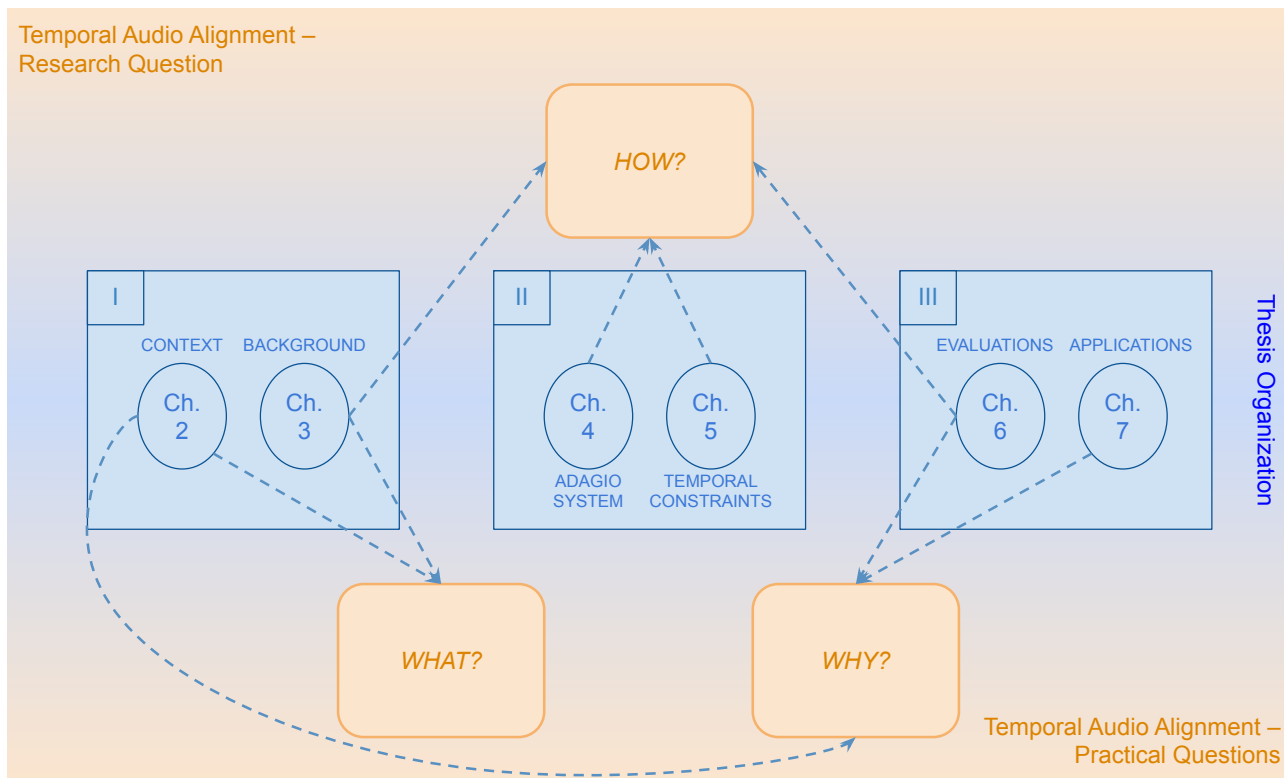 Temporal Audio Alignment –
Research Question
HOW?
I
II
III
CONTEXT
BACKGROUND
Ch.
2
Ch.
3
Ch.
4
ADAGIO
SYSTEM
Ch.
5
TEMPORAL
CONSTRAINTS
EVALUATIONS
APPLICATIONS
Ch.
6
Ch.
7
Thesis Organization
WHAT?
WHY?
Temporal Audio Alignment –
Practical Questions